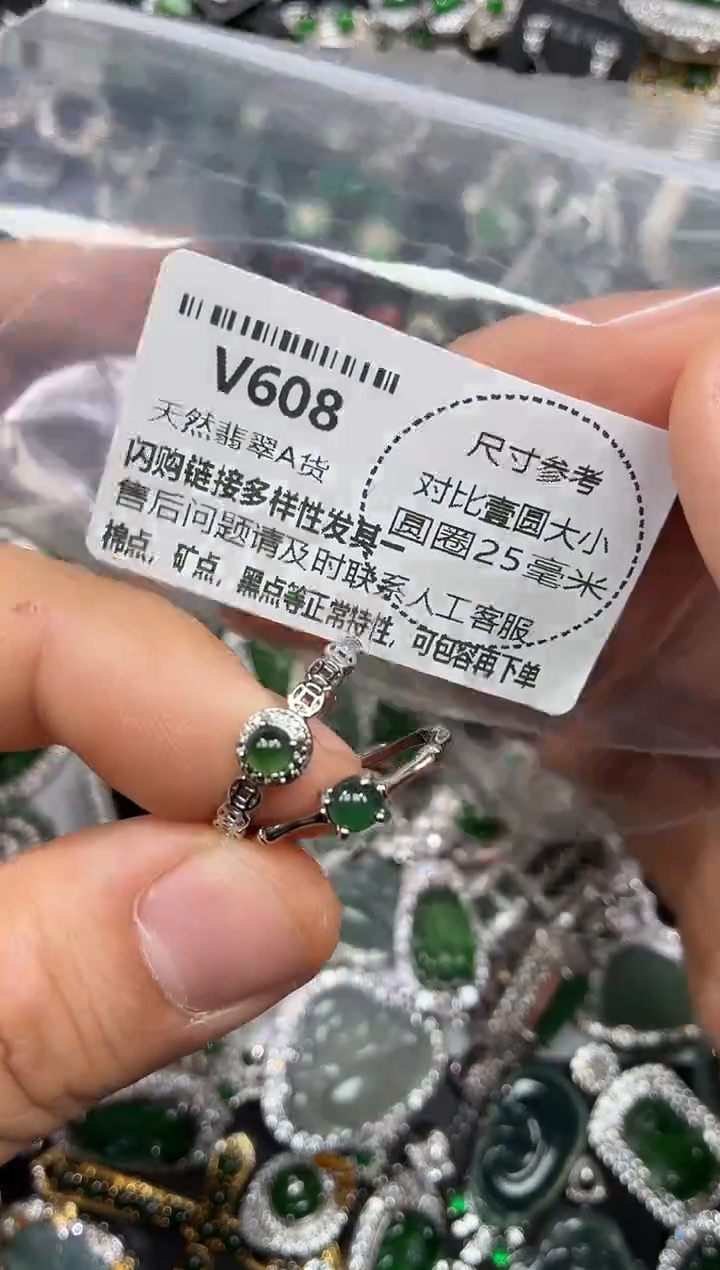 V608
天然翡翠A货
闪购链接多样性发其一
售后问题请及时联系人工客服
棉点，矿点，黑点等正常特性，可包容再下单
尺寸参考
对比壹圆大小
圆圈25毫米